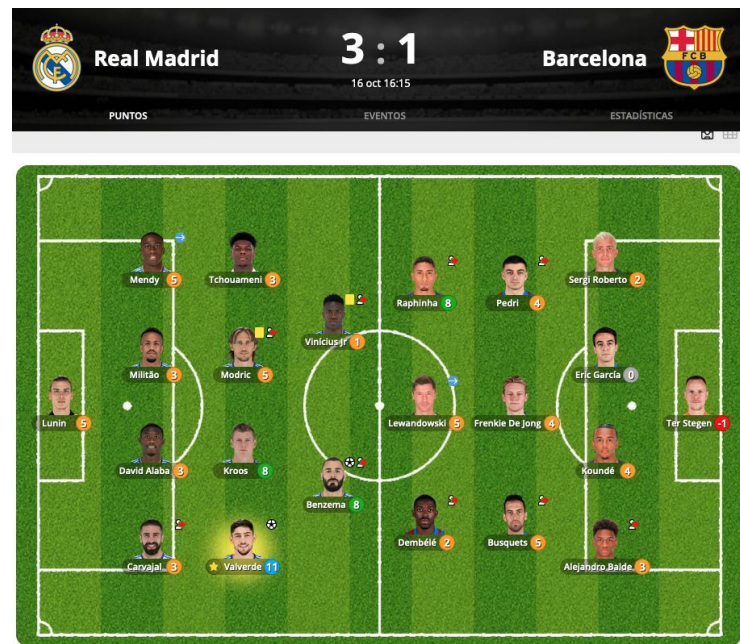 Real Madrid
3 : 1
Barcelona
FCB
16 oct 16:15
PUNTOS
EVENTOS
ESTADÍSTICAS
Mendy 5
Tchouameni 3
Raphinha 8
Pedri 4
Sergi Roberto 2
Vinícius Jr 1
Militão 3
Modric 5
Eric García 0
Lunin 5
Lewandowski 5
Frenkie De Jong 4
Ter Stegen -1
David Alaba 3
Kroos 8
Koundé 4
Benzema 8
Dembélé 2
Busquets 5
Carvajal 3
Valverde 11
Alejandro Balde 3